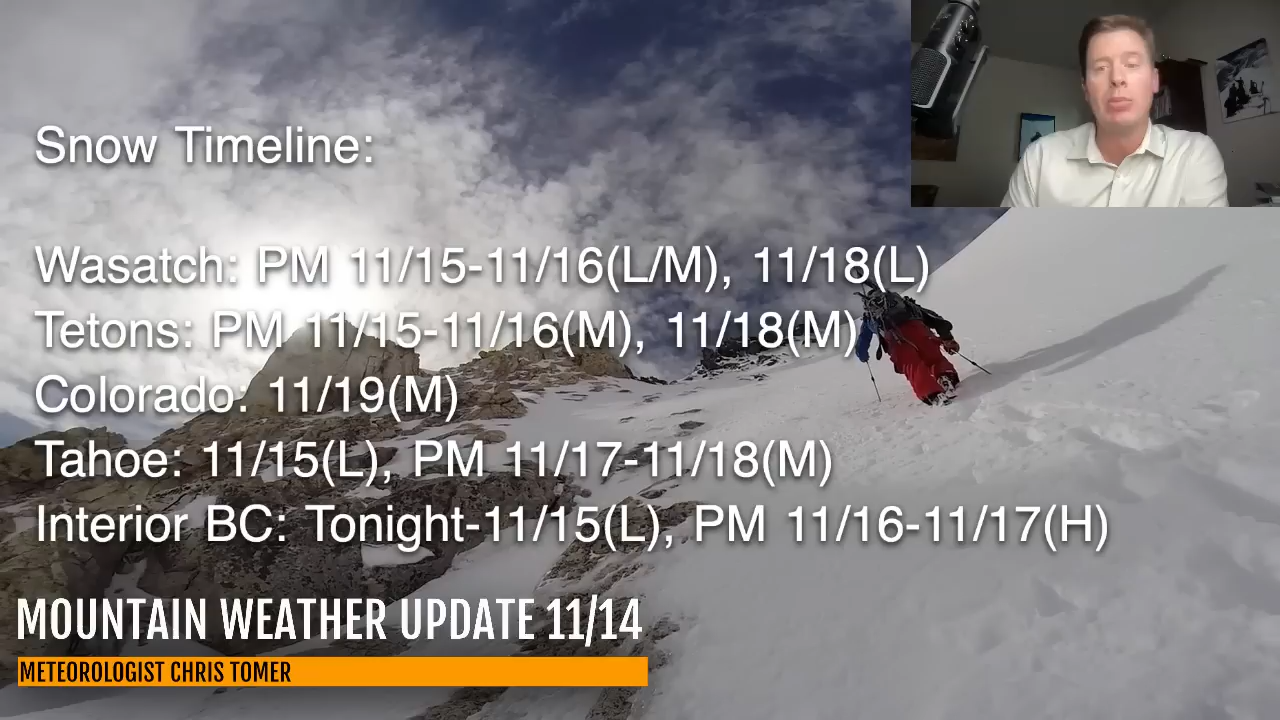 Snow Timeline:
Wasatch: PM 11/15-11/16(L/M), 11/18(L)
Tetons: PM 11/15-11/16(M), 11/18(M)
Colorado: 11/19(M)
Tahoe: 11/15(L), PM 11/17-11/18(M)
Interior BC: Tonight-11/15(L), PM 11/16-11/17(H)
MOUNTAIN WEATHER UPDATE 11/14
METEOROLOGIST CHRIS TOMER